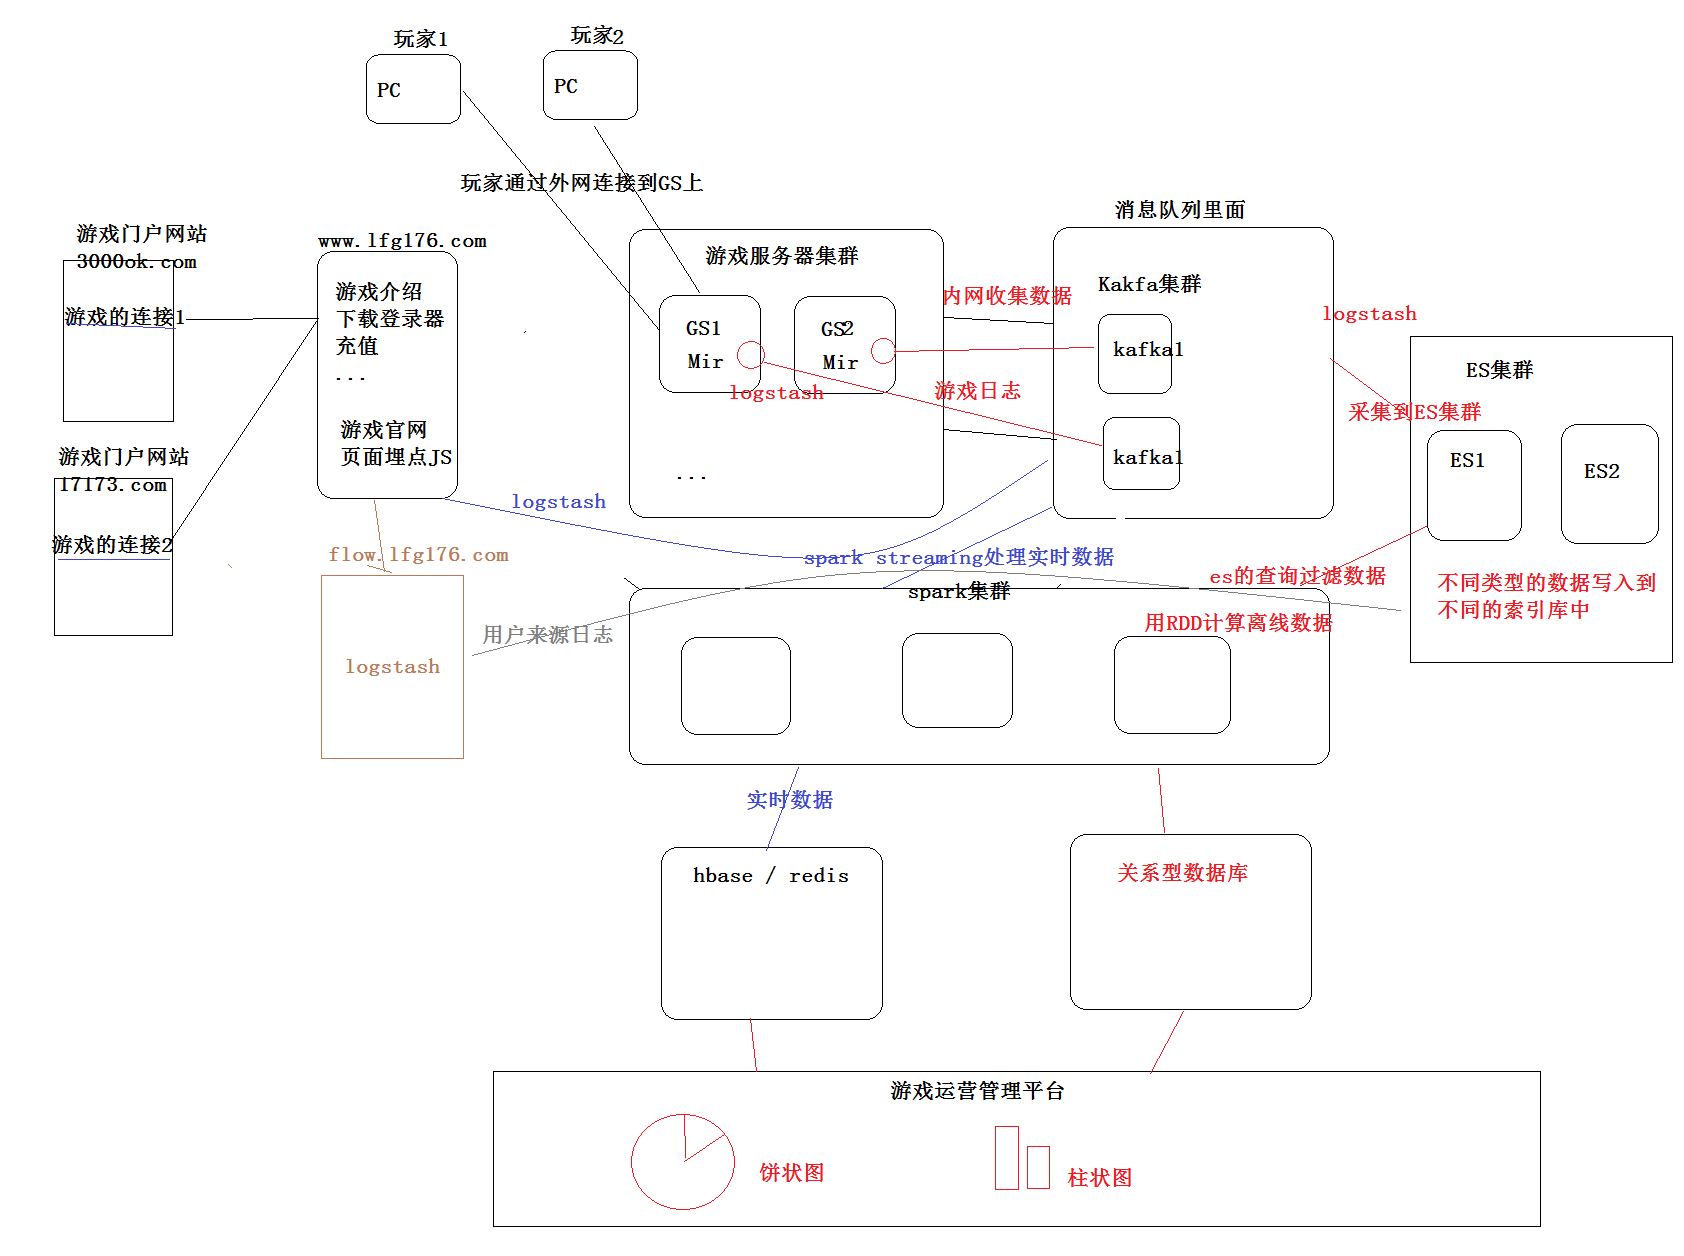 玩家1
玩家2
PC
PC
玩家通过外网连接到GS上
游戏门户网站
3000ok.com
游戏的连接1
www.lfg176.com
游戏介绍
下载登录器
充值
...
游戏官网
页面埋点JS
游戏门户网站
17173.com
游戏的连接2
游戏服务器集群
GS1
Mir
GS2
Mir
logstash
...
内网收集数据
游戏日志
消息队列里面
Kakfa集群
kafka1
kafka1
logstash
采集到ES集群
ES集群
ES1
ES2
不同类型的数据写入到
不同的索引库中
logstash
spark streaming处理实时数据
es的查询过滤数据
flow.lfg176.com
logstash
用户来源日志
spark集群
用RDD计算离线数据
实时数据
hbase / redis
关系型数据库
游戏运营管理平台
饼状图
柱状图